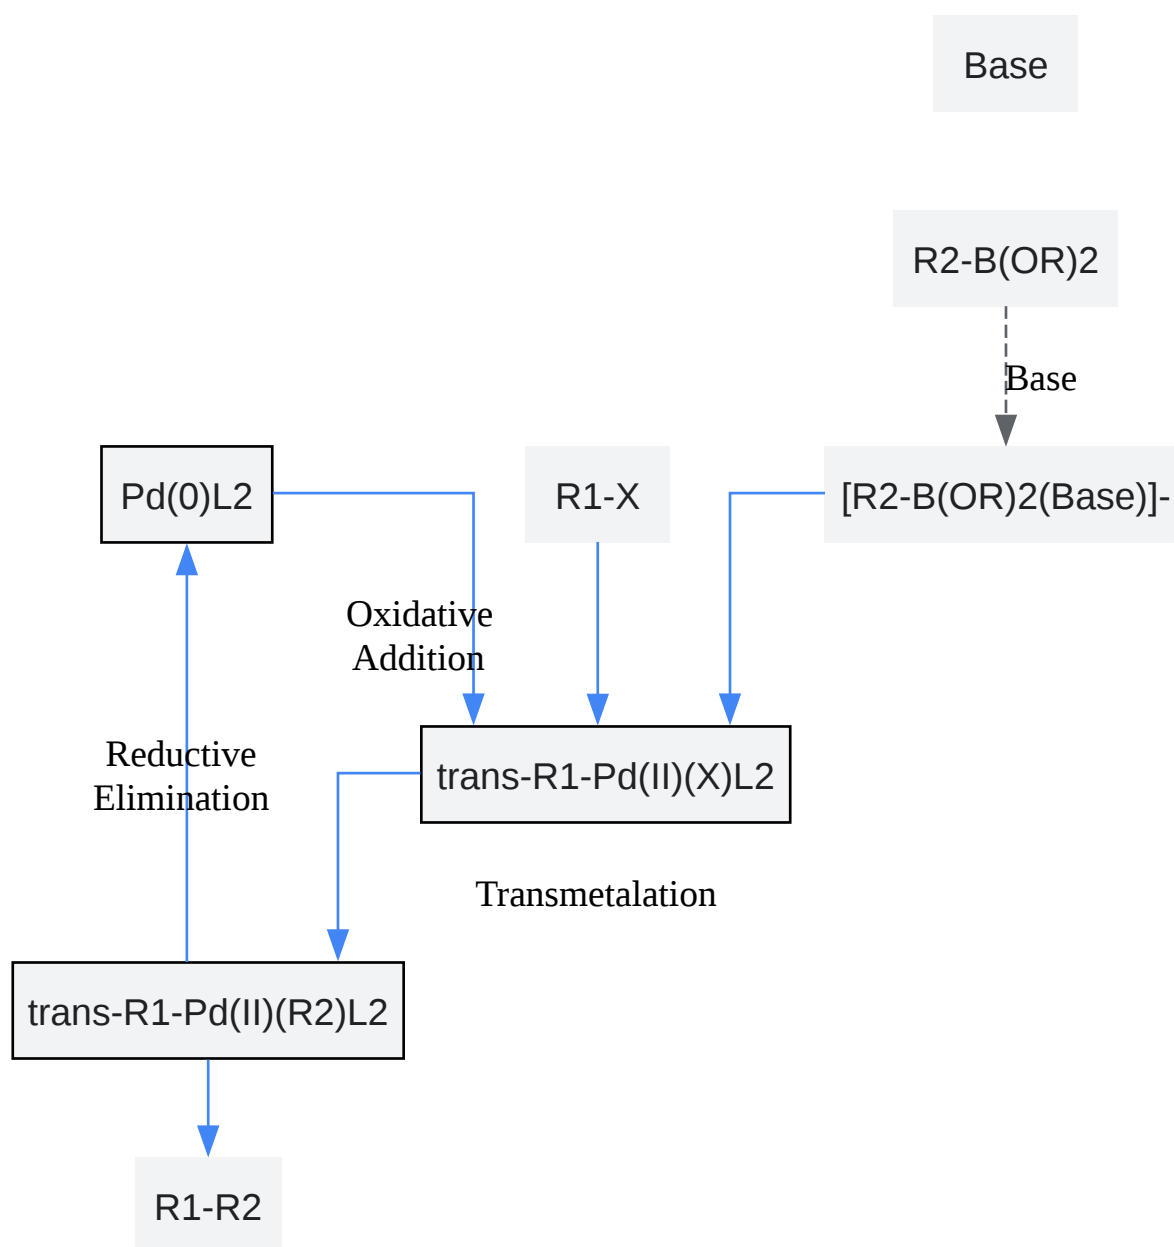 Base
R2-B(OR)2
Base
Pd(0)L2
R1-X
[R2-B(OR)2(Base)]-
Oxidative
Addition
Reductive
Elimination
trans-R1-Pd(II)(X)L2
Transmetalation
trans-R1-Pd(II)(R2)L2
R1-R2